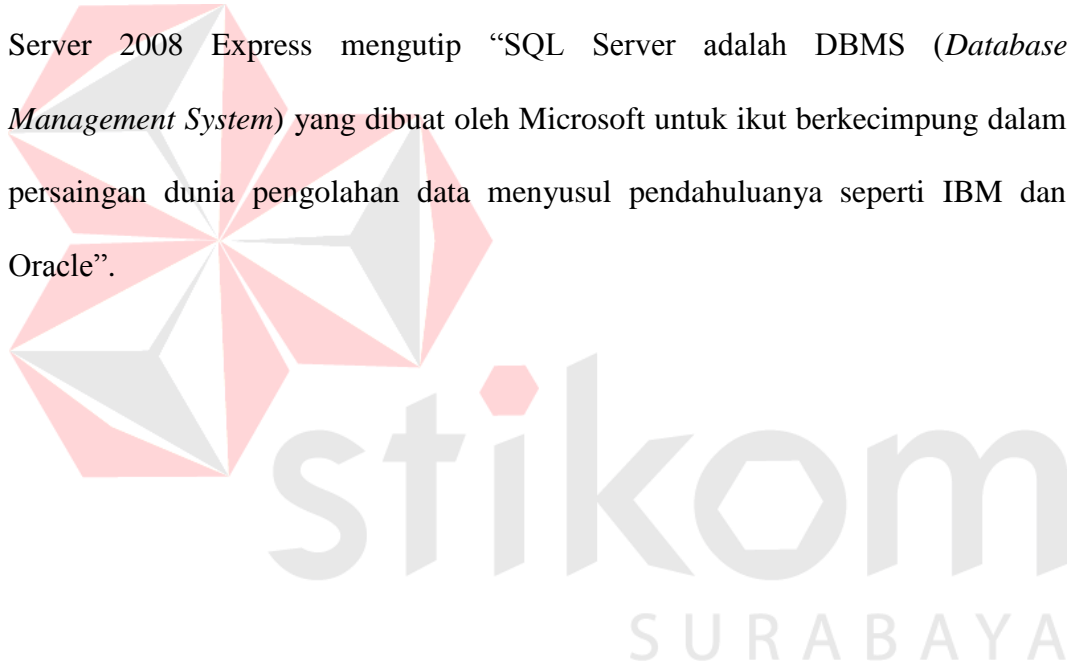 Server 2008 Express mengutip “SQL Server adalah DBMS (Database
Management System) yang dibuat oleh Microsoft untuk ikut berkecimpung dalam
persaingan dunia pengolahan data menyusul pendahuluanya seperti IBM dan
Oracle”.
stikom
SURABAYA